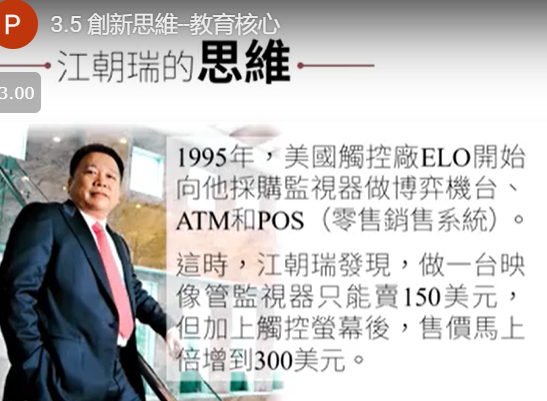 P 3.5 創新思維--教育核心
江朝瑞的思維
3.00
1995年，美國觸控廠ELO開始
向他採購監視器做博弈機台、
ATM和POS（零售銷售系統）。
這時，江朝瑞發現，做一台映
像管監視器只能賣150美元，
但加上觸控螢幕後，售價馬上
倍增到300美元。